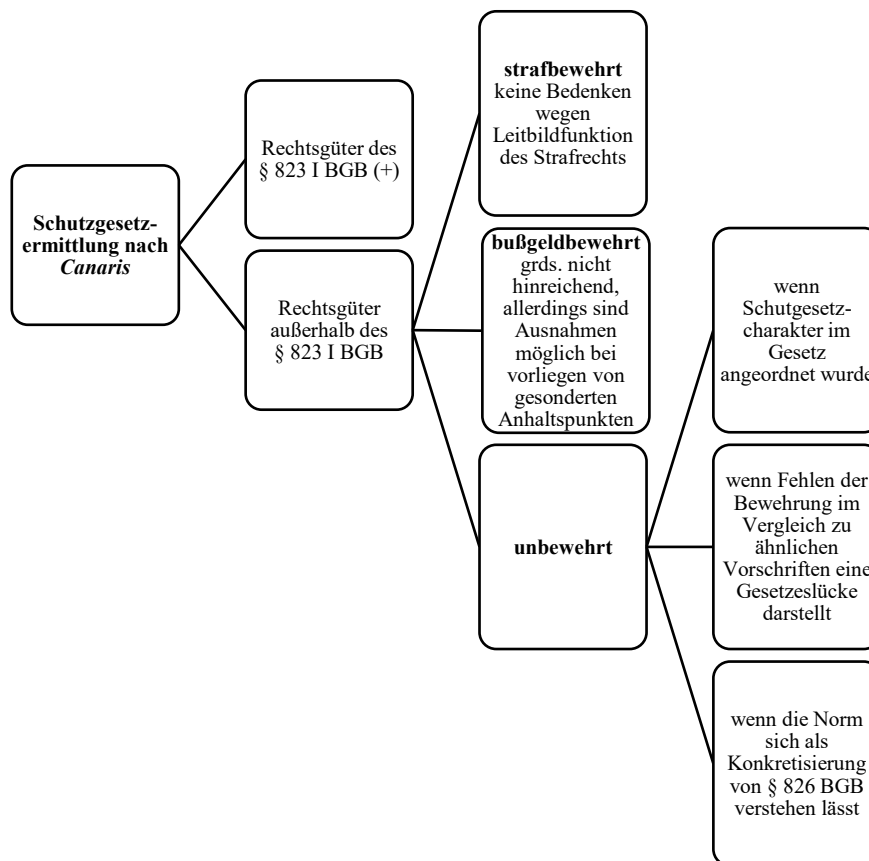 Schutzgesetz-
ermittlung nach
Canaris
Rechtsgüter des
§ 823 I BGB (+)
Rechtsgüter
außerhalb des
§ 823 I BGB
strafbewehrt
keine Bedenken
wegen
Leitbildfunktion
des Strafrechts
bußgeldbewehrt
grds. nicht
hinreichend,
allerdings sind
Ausnahmen
möglich bei
vorliegen von
gesonderten
Anhaltspunkten
unbewehrt
wenn
Schutgesetz-
charakter im
Gesetz
angeordnet wurde
wenn Fehlen der
Bewehrung im
Vergleich zu
ähnlichen
Vorschriften eine
Gesetzeslücke
darstellt
wenn die Norm
sich als
Konkretisierung
von § 826 BGB
verstehen lässt